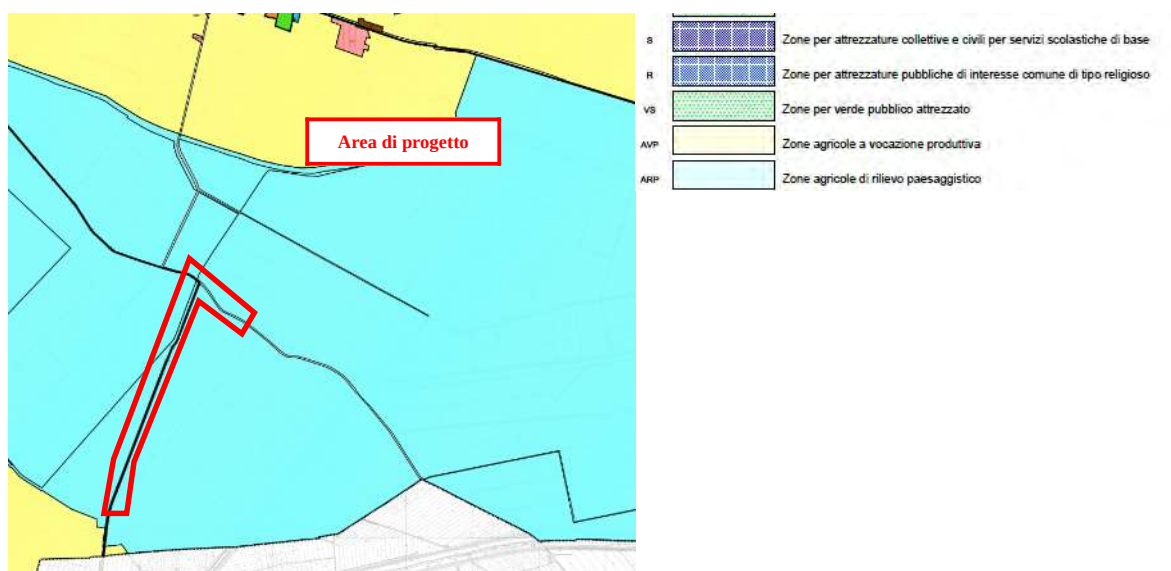 Area di progetto
S Zone per attrezzature collettive e civili per servizi scolastiche di base
R Zone per attrezzature pubbliche di interesse comune di tipo religioso
VS Zone per verde pubblico attrezzato
AVP Zone agricole a vocazione produttiva
ARP Zone agricole di rilievo paesaggistico